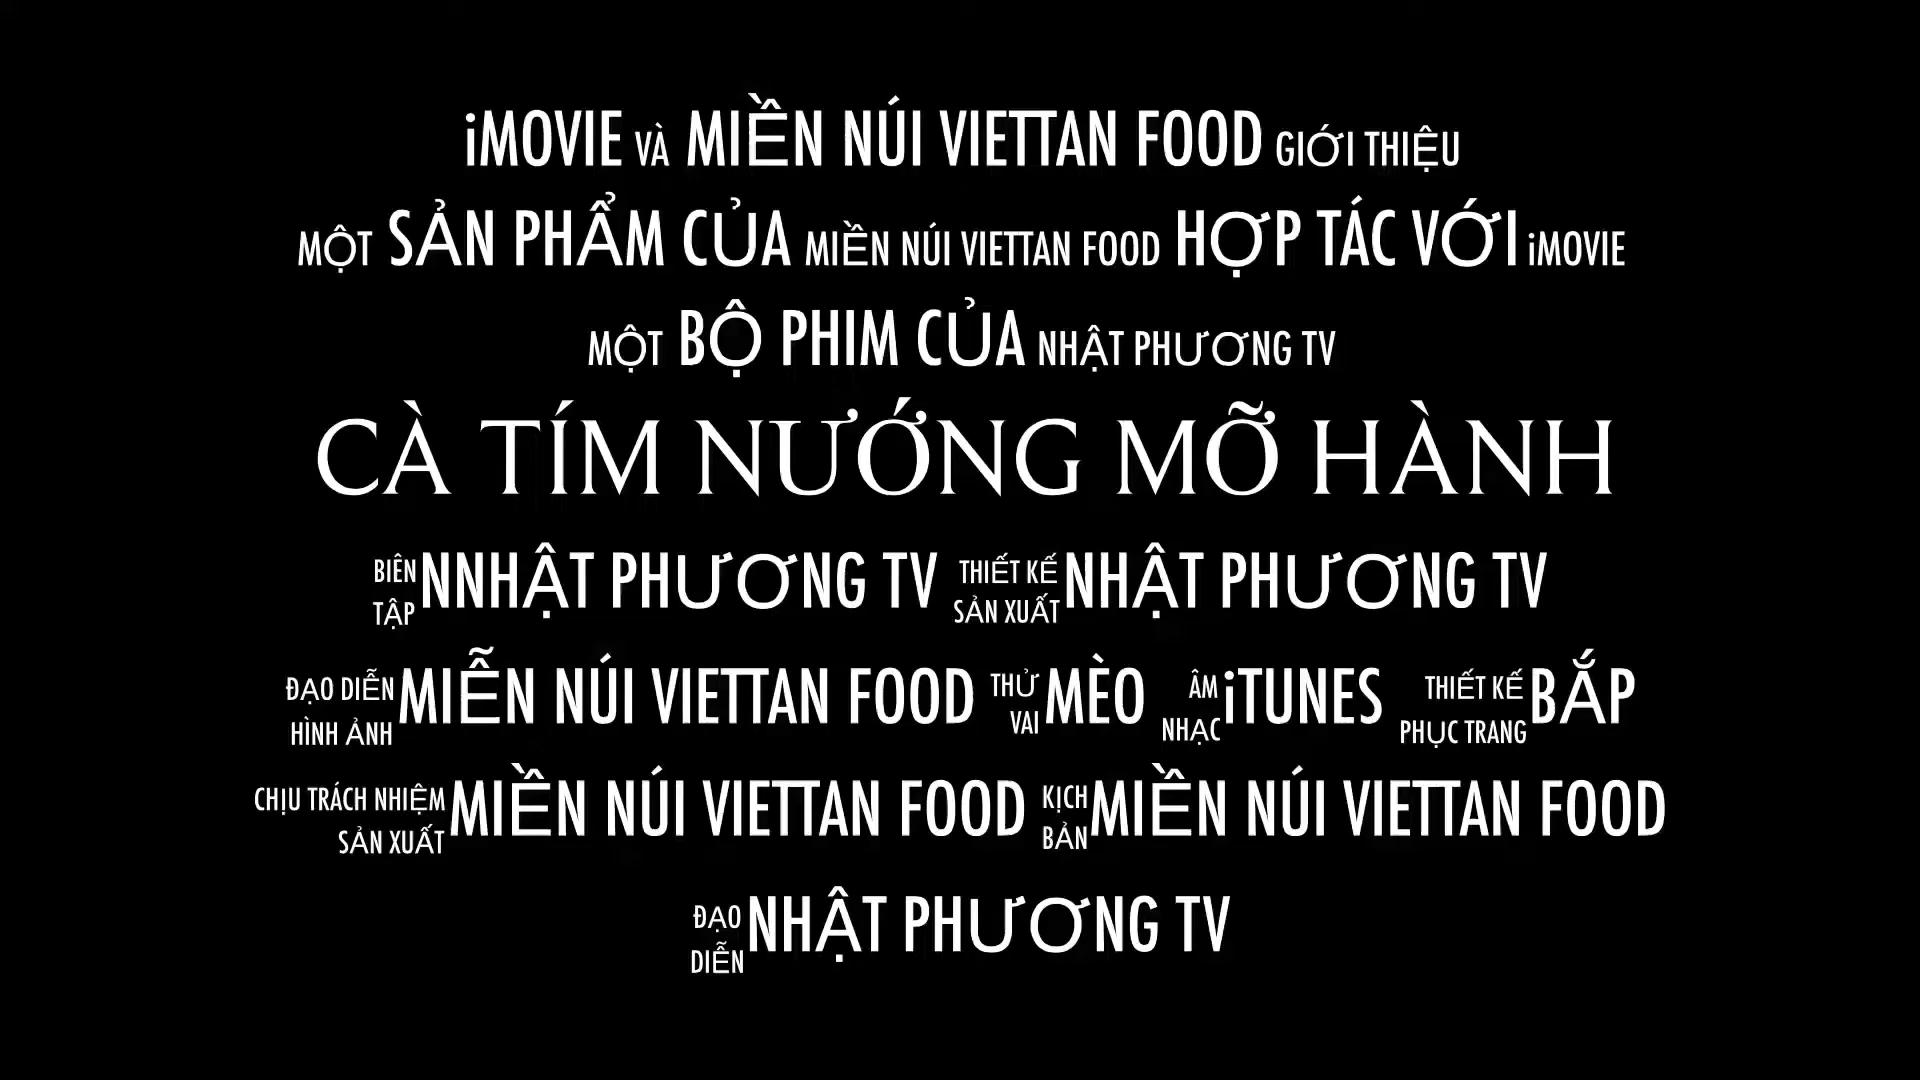 iMOVIE VÀ MIỀN NÚI VIETTAN FOOD GIỚI THIỆU
MỘT SẢN PHẨM CỦA MIỀN NÚI VIETTAN FOOD HỢP TÁC VỚI iMOVIE
MỘT BỘ PHIM CỦA NHẬT PHƯƠNG TV
CÀ TÍM NƯỚNG MỠ HÀNH
BIÊN TẬP NNHẬT PHƯƠNG TV THIẾT KẾ SẢN XUẤT NHẬT PHƯƠNG TV
ĐẠO DIỄN HÌNH ẢNH MIỄN NÚI VIETTAN FOOD THỬ VAI MÈO ÂM NHẠC iTUNES THIẾT KẾ PHỤC TRANG BẮP
CHỊU TRÁCH NHIỆM SẢN XUẤT MIỀN NÚI VIETTAN FOOD KỊCH BẢN MIỀN NÚI VIETTAN FOOD
ĐẠO DIỄN NHẬT PHƯƠNG TV